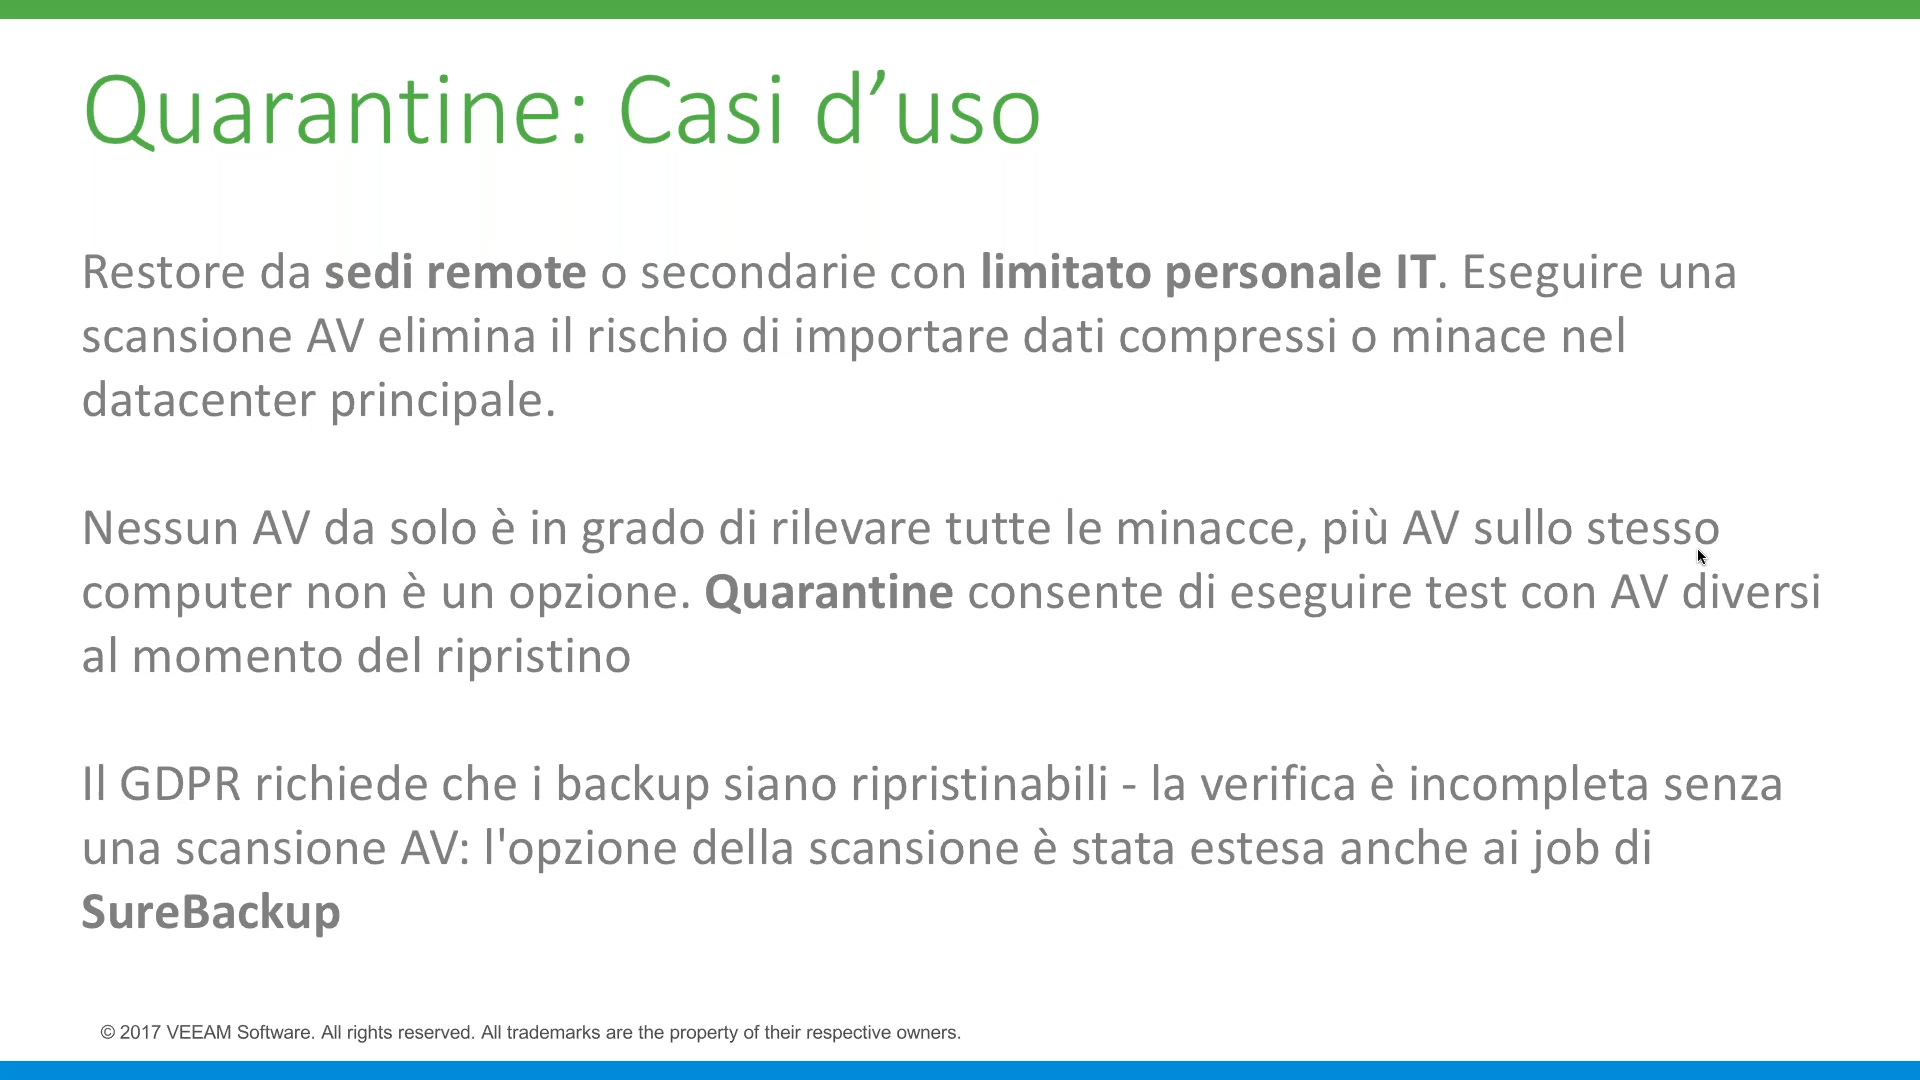 Quarantine: Casi d’uso
Restore da sedi remote o secondarie con limitato personale IT. Eseguire una
scansione AV elimina il rischio di importare dati compressi o minace nel
datacenter principale.
Nessun AV da solo è in grado di rilevare tutte le minacce, più AV sullo stesso
computer non è un opzione. Quarantine consente di eseguire test con AV diversi
al momento del ripristino
Il GDPR richiede che i backup siano ripristinabili - la verifica è incompleta senza
una scansione AV: l'opzione della scansione è stata estesa anche ai job di
SureBackup
© 2017 VEEAM Software. All rights reserved. All trademarks are the property of their respective owners.